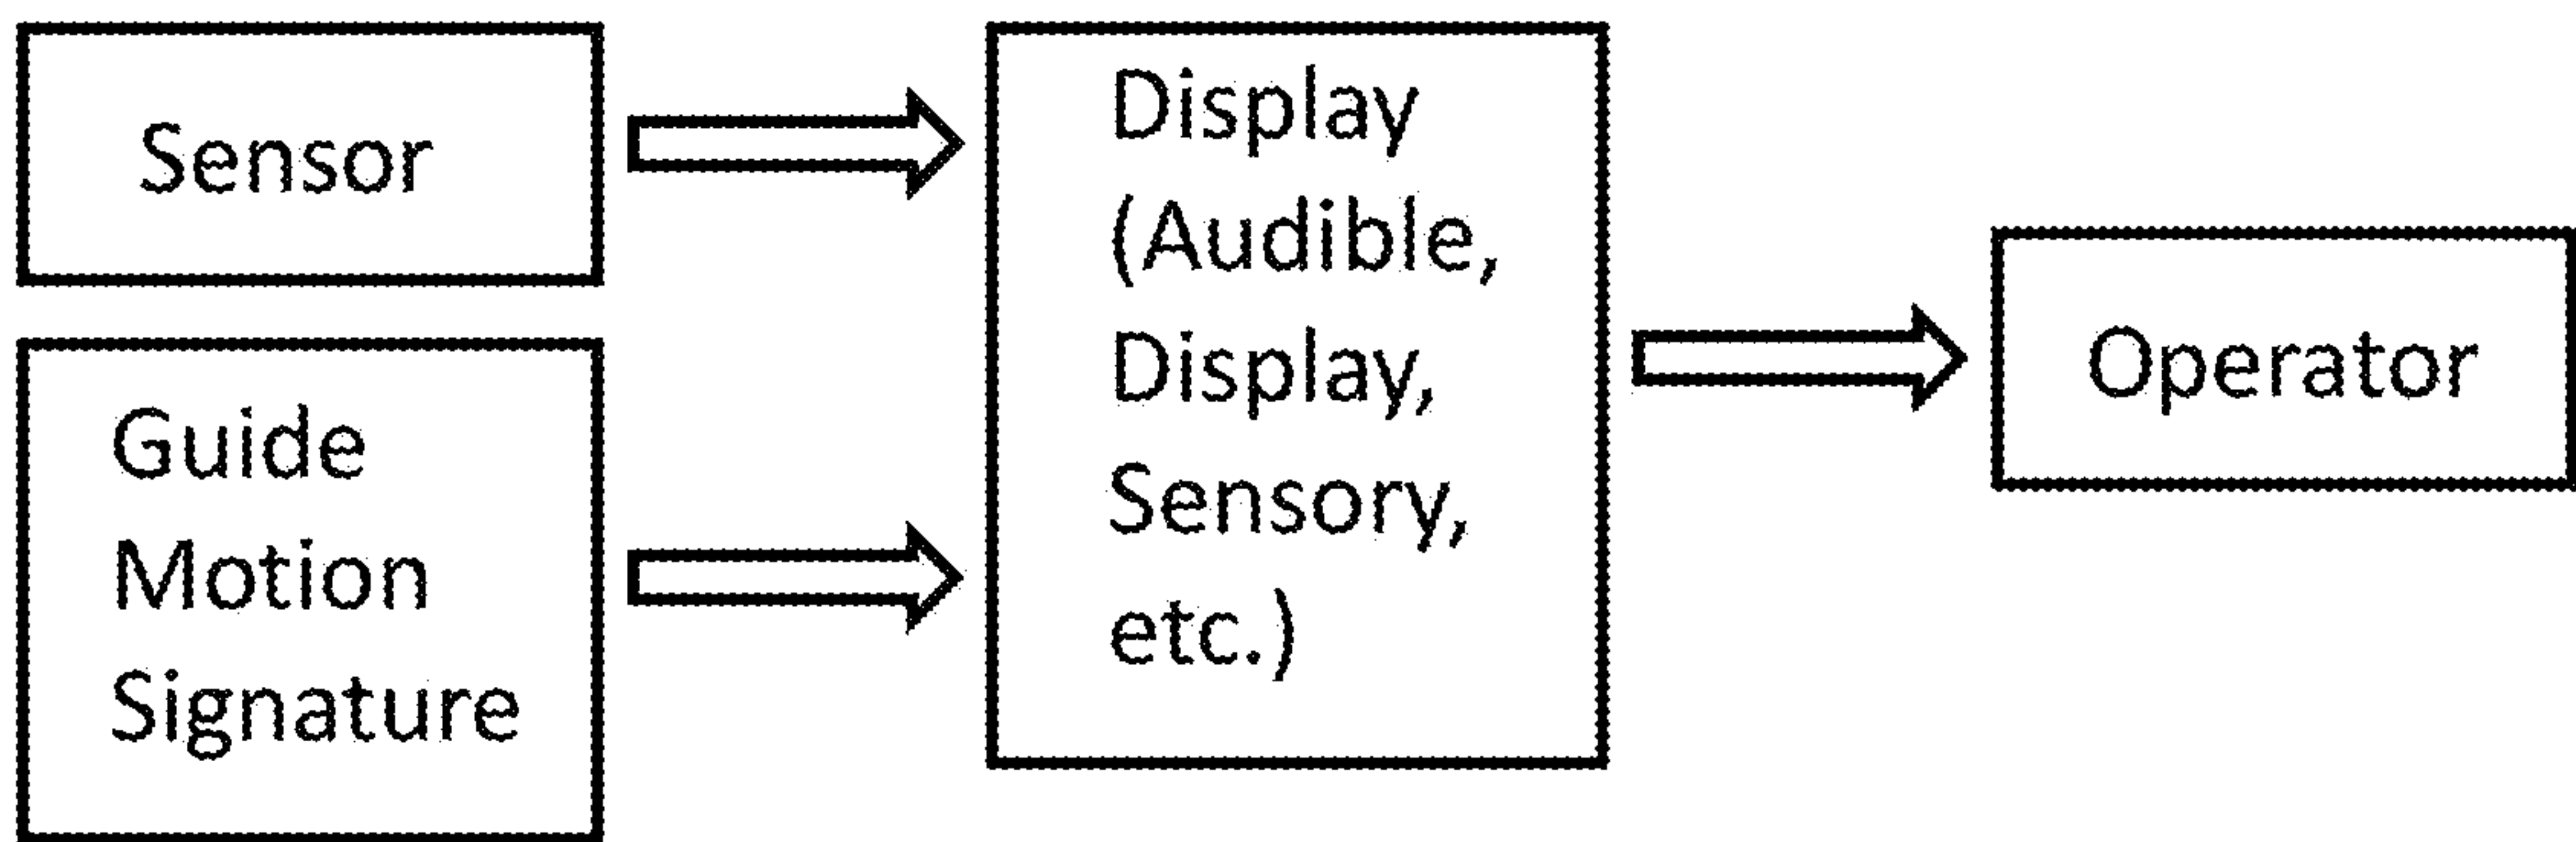 Sensor
Guide
Motion
Signature
Display
(Audible,
Display,
Sensory,
etc.)
Operator